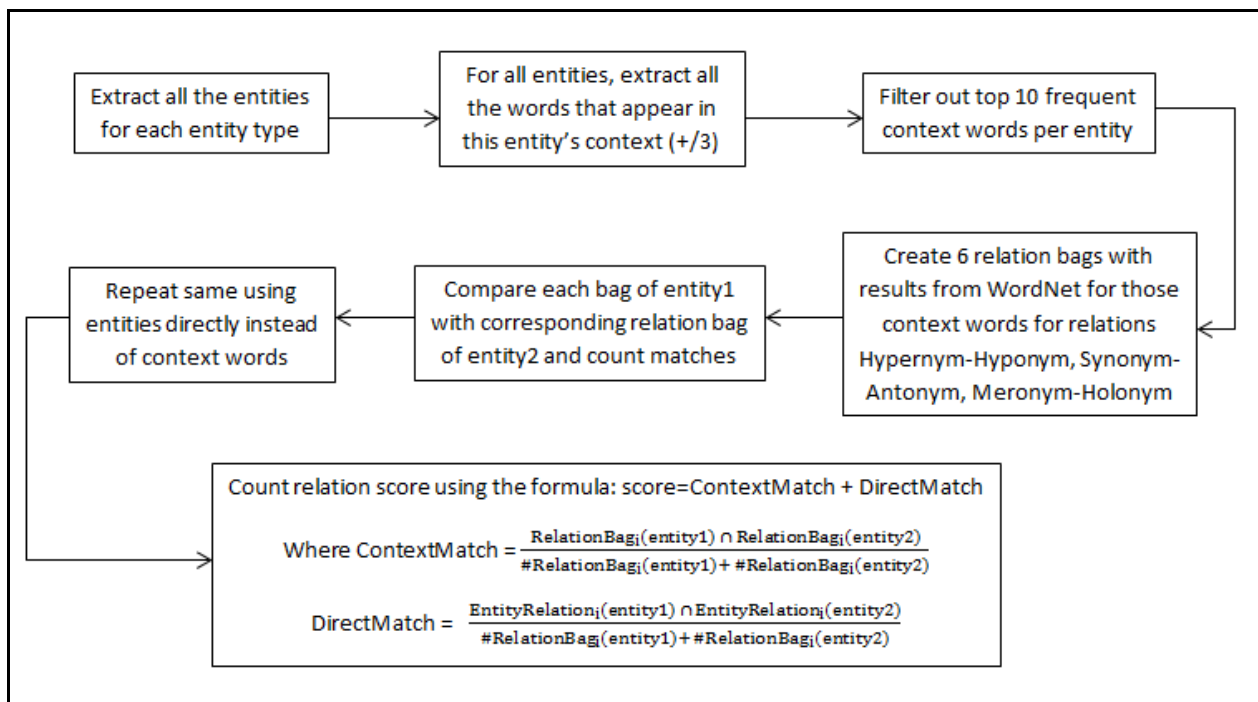 Extract all the entities
for each entity type
For all entities, extract all
the words that appear in
this entity's context (+/3)
Filter out top 10 frequent
context words per entity
Create 6 relation bags with
results from WordNet for those
context words for relations
Hypernym-Hyponym, Synonym-
Antonym, Meronym-Holonym
Compare each bag of entity1
with corresponding relation bag
of entity2 and count matches
Repeat same using
entities directly instead
of context words
Count relation score using the formula: score=ContextMatch + DirectMatch
Where ContextMatch = RelationBagᵢ(entity1) ∩ RelationBagᵢ(entity2)
#RelationBagᵢ(entity1)+ #RelationBagᵢ(entity2)
DirectMatch = EntityRelationᵢ(entity1) ∩ EntityRelationᵢ(entity2)
#RelationBagᵢ(entity1)+ #RelationBagᵢ(entity2)